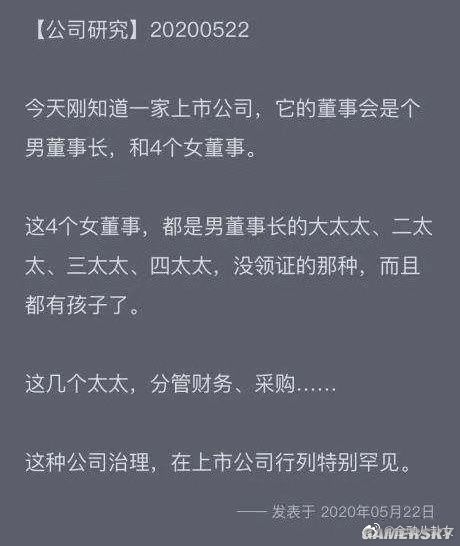 【公司研究】20200522
今天刚知道一家上市公司，它的董事会是个
男董事长，和4个女董事。
这4个女董事，都是男董事长的大太太、二太
太、三太太、四太太，没领证的那种，而且
都有孩子了。
这几个太太，分管财务、采购……
这种公司治理，在上市公司行列特别罕见。
—— 发表于 2020年05月22日
GAMERSKY